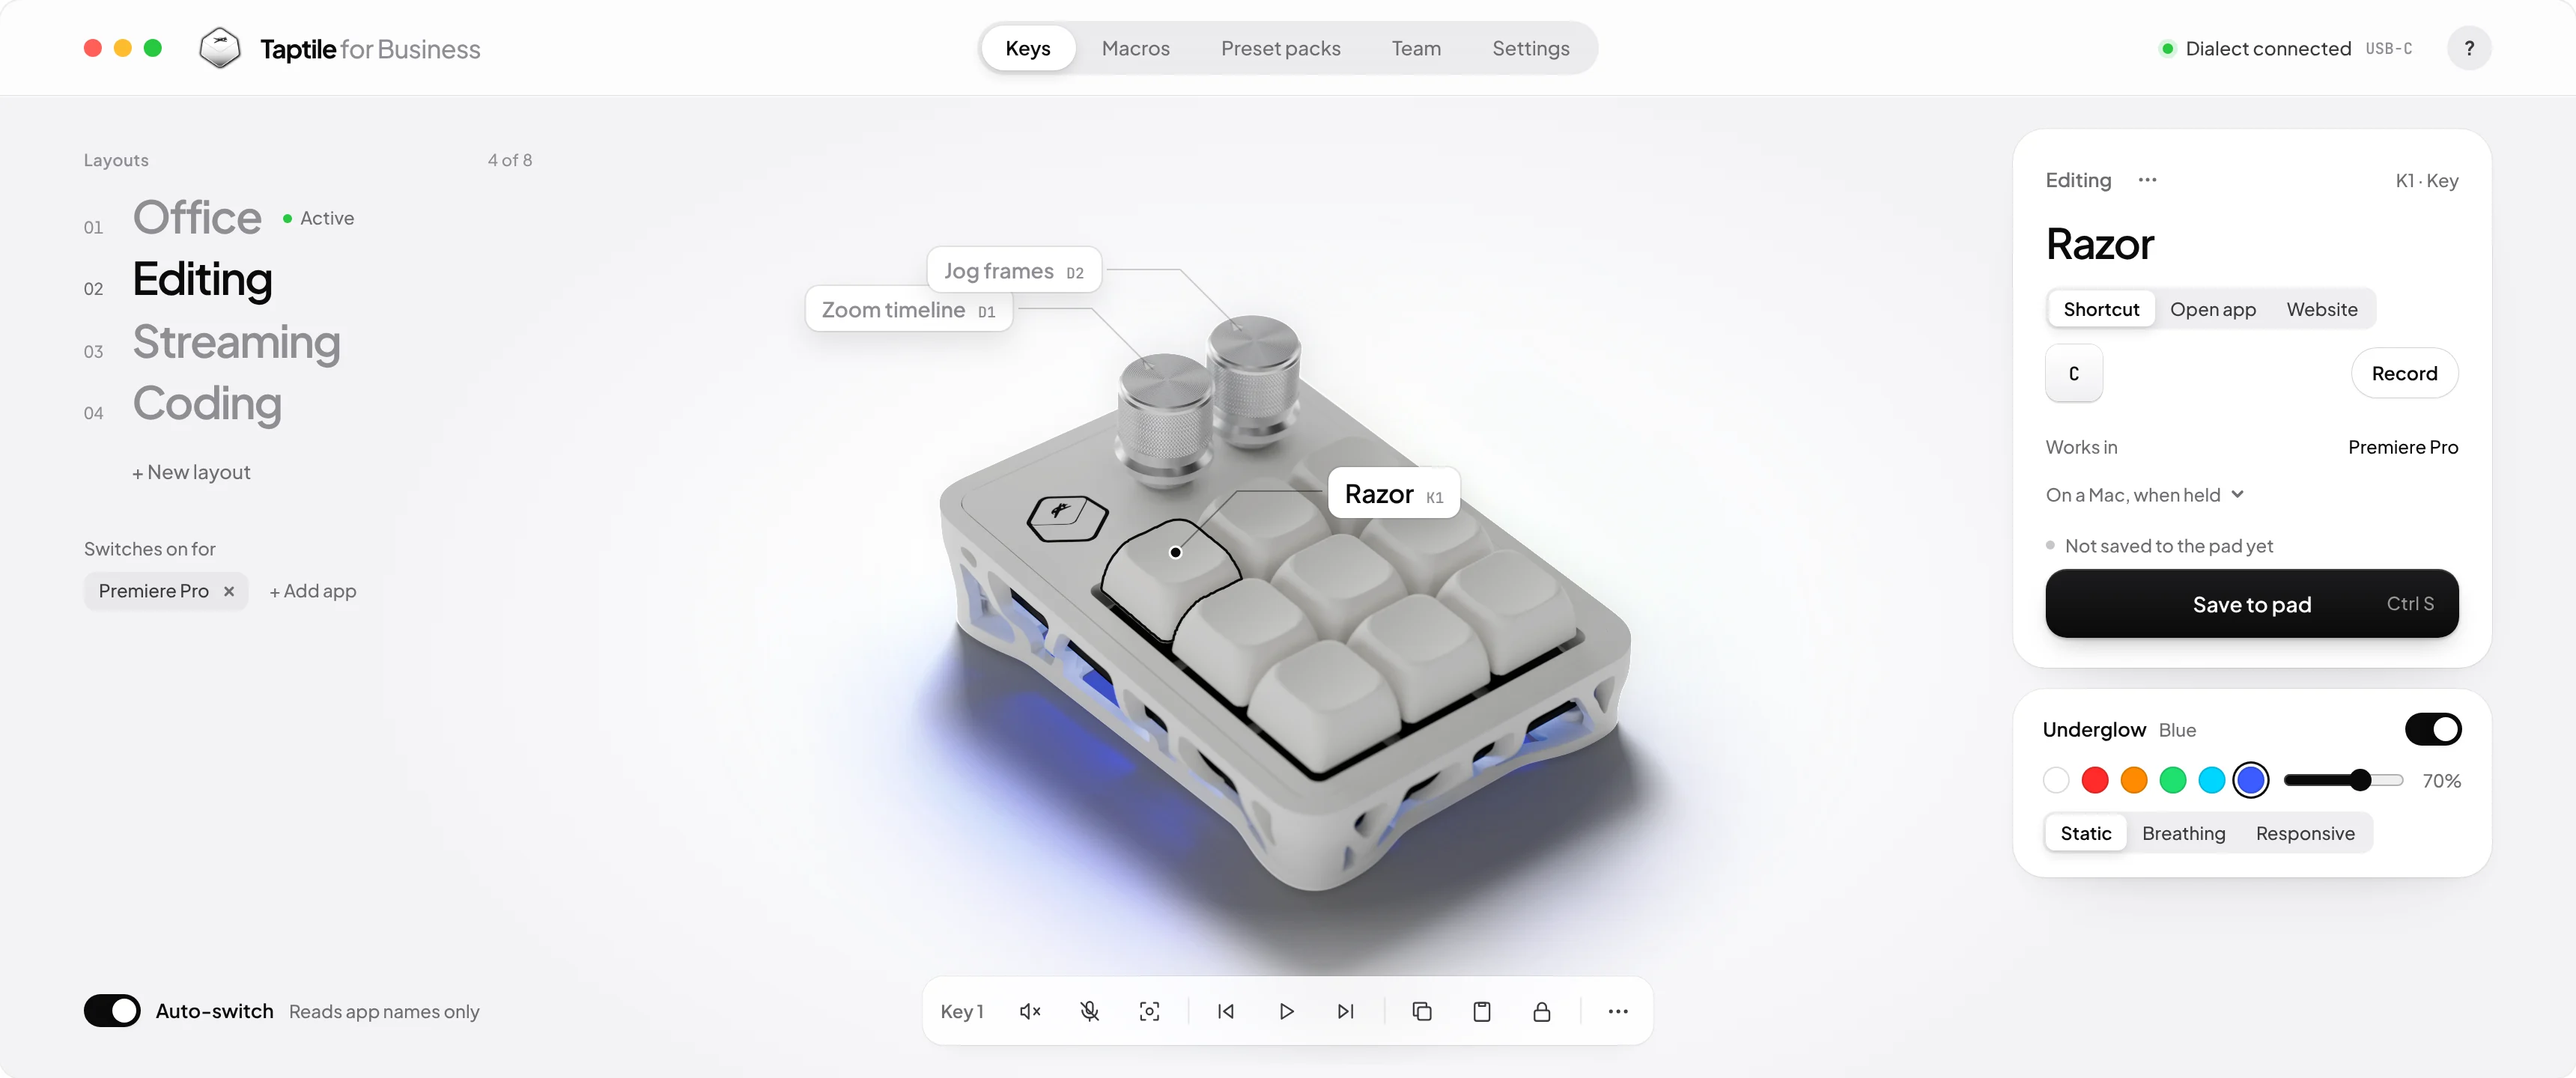 Taptile for Business
Keys
Macros
Preset packs
Team
Settings
Dialect connected USB-C
?
Layouts
4 of 8
01 Office Active
02 Editing
03 Streaming
04 Coding
+ New layout
Switches on for
Premiere Pro ×
+ Add app
Auto-switch Reads app names only
Jog frames D2
Zoom timeline D1
Razor K1
Key 1
Editing ··· K1 · Key
Razor
Shortcut Open app Website
C
Record
Works in Premiere Pro
On a Mac, when held
Not saved to the pad yet
Save to pad Ctrl S
Underglow Blue
70%
Static Breathing Responsive